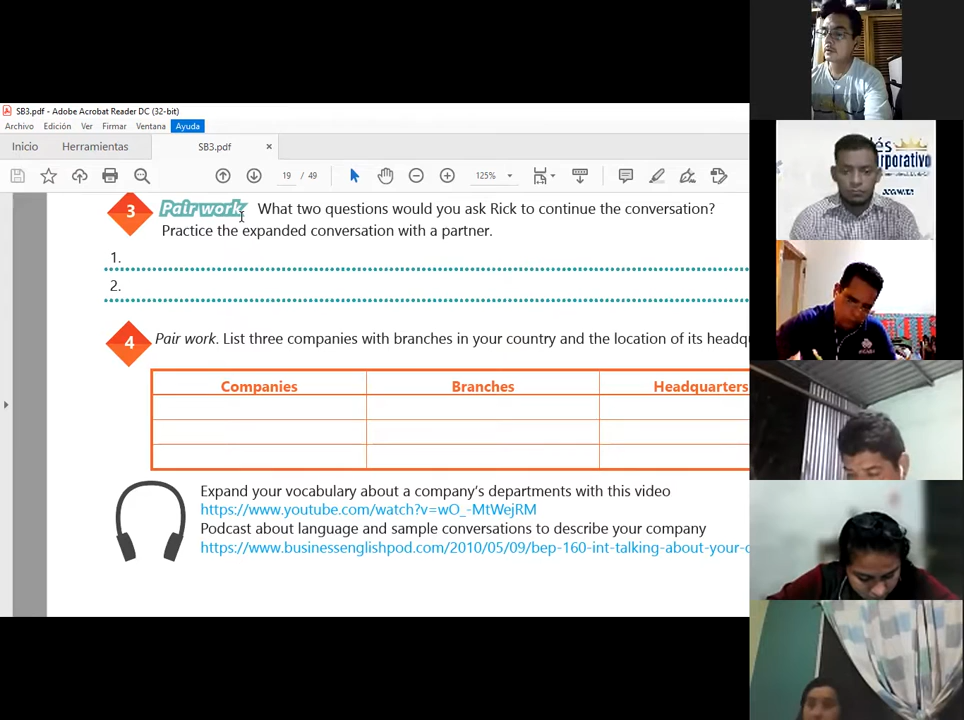 SB3.pdf - Adobe Acrobat Reader DC (32-bit)
Archivo Edición Ver Firmar Ventana Ayuda
Inicio Herramientas SB3.pdf ×
19 / 49 125%
3 Pair work What two questions would you ask Rick to continue the conversation?
Practice the expanded conversation with a partner.
1.
2.
4 Pair work. List three companies with branches in your country and the location of its headqu
Companies Branches Headquarters
Expand your vocabulary about a company's departments with this video
https://www.youtube.com/watch?v=wO_-MtWejRM
Podcast about language and sample conversations to describe your company
https://www.businessenglishpod.com/2010/05/09/bep-160-int-talking-about-your-c
és
orporativo